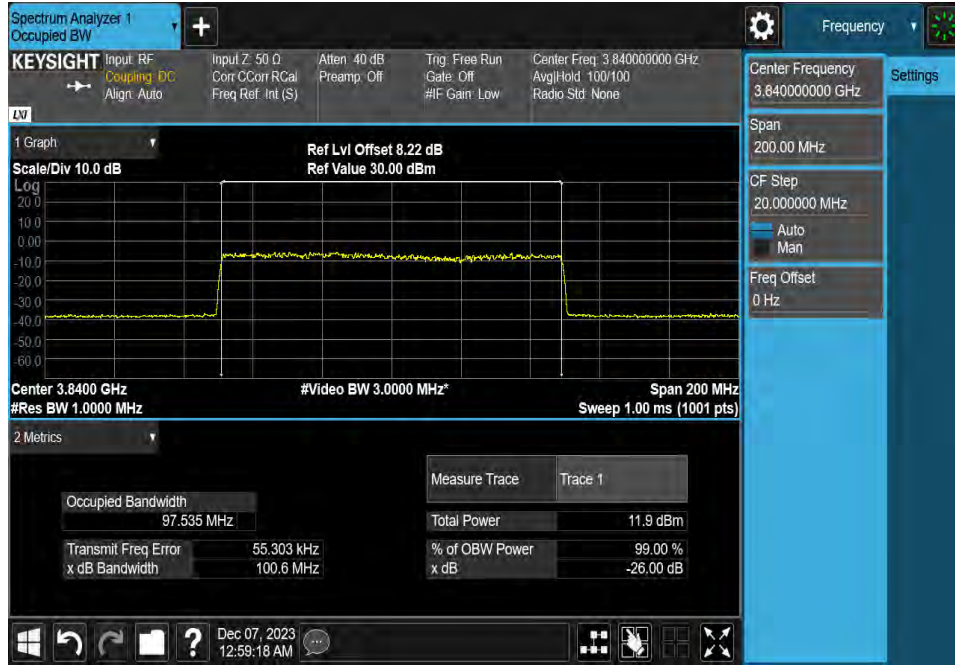 Spectrum Analyzer 1
Occupied BW
+
Frequency
KEYSIGHT
Input: RF
Coupling: DC
Align: Auto
Input Z: 50 Ω
Corr CCorr RCal
Freq Ref: Int (S)
Atten: 40 dB
Preamp: Off
Trig: Free Run
Gate: Off
#IF Gain: Low
Center Freq: 3.840000000 GHz
Avg|Hold: 100/100
Radio Std: None
LXI
Center Frequency
3.840000000 GHz
Settings
Span
200.00 MHz
CF Step
20.000000 MHz
Auto
Man
Freq Offset
0 Hz
1 Graph
Scale/Div 10.0 dB
Ref Lvl Offset 8.22 dB
Ref Value 30.00 dBm
Log
20.0
10.0
0.00
-10.0
-20.0
-30.0
-40.0
-50.0
-60.0
Center 3.8400 GHz
#Video BW 3.0000 MHz*
Span 200 MHz
#Res BW 1.0000 MHz
Sweep 1.00 ms (1001 pts)
2 Metrics
Measure Trace
Trace 1
Occupied Bandwidth
97.535 MHz
Total Power
11.9 dBm
Transmit Freq Error
55.303 kHz
% of OBW Power
99.00 %
x dB Bandwidth
100.6 MHz
x dB
-26.00 dB
?
Dec 07, 2023
12:59:18 AM